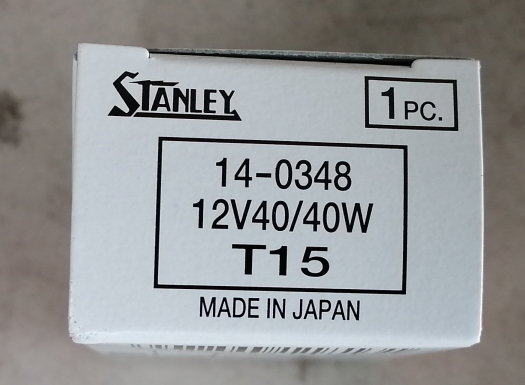 STANLEY
1 PC.
14-0348
12V40/40W
T15
MADE IN JAPAN